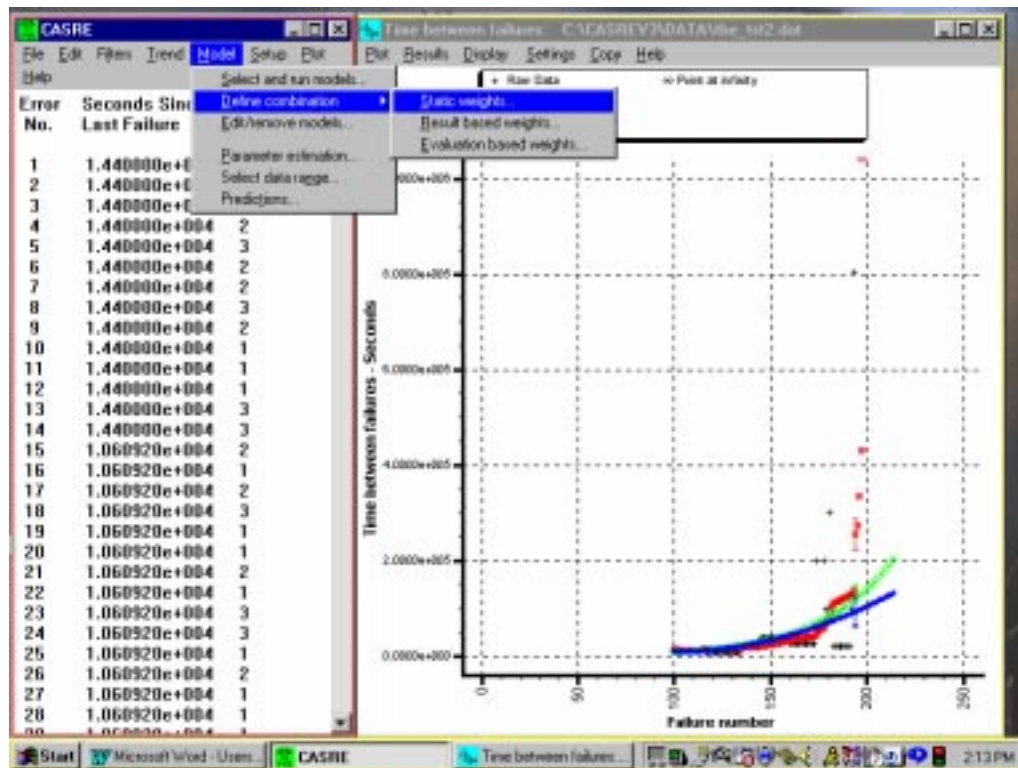 CASRE
File Edit Filters Trend Model Setup Plot
Help
Select and run models...
Define combination
Edit/remove models...
Parameter estimation...
Select data range...
Predictions...
Static weights...
Result based weights...
Evaluation based weights...
Error Seconds Sinc
No. Last Failure
1 1.440000e+0
2 1.440000e+0
3 1.440000e+0
4 1.440000e+004 2
5 1.440000e+004 3
6 1.440000e+004 2
7 1.440000e+004 2
8 1.440000e+004 3
9 1.440000e+004 2
10 1.440000e+004 1
11 1.440000e+004 1
12 1.440000e+004 1
13 1.440000e+004 3
14 1.440000e+004 3
15 1.060920e+004 2
16 1.060920e+004 1
17 1.060920e+004 2
18 1.060920e+004 3
19 1.060920e+004 1
20 1.060920e+004 1
21 1.060920e+004 2
22 1.060920e+004 1
23 1.060920e+004 3
24 1.060920e+004 3
25 1.060920e+004 1
26 1.060920e+004 2
27 1.060920e+004 1
28 1.060920e+004 1
Time between failures: C:\CASREV3\DATA\tbe_tst2.dat
Plot Results Display Settings Copy Help
+ Raw Data ∞ Point at infinity
Time between failures - Seconds
8.0000e+005
6.0000e+005
4.0000e+005
2.0000e+005
0.0000e+000
0 50 100 150 200 250
Failure number
Start Microsoft Word - Users... CASRE Time between failures... 2:13 PM